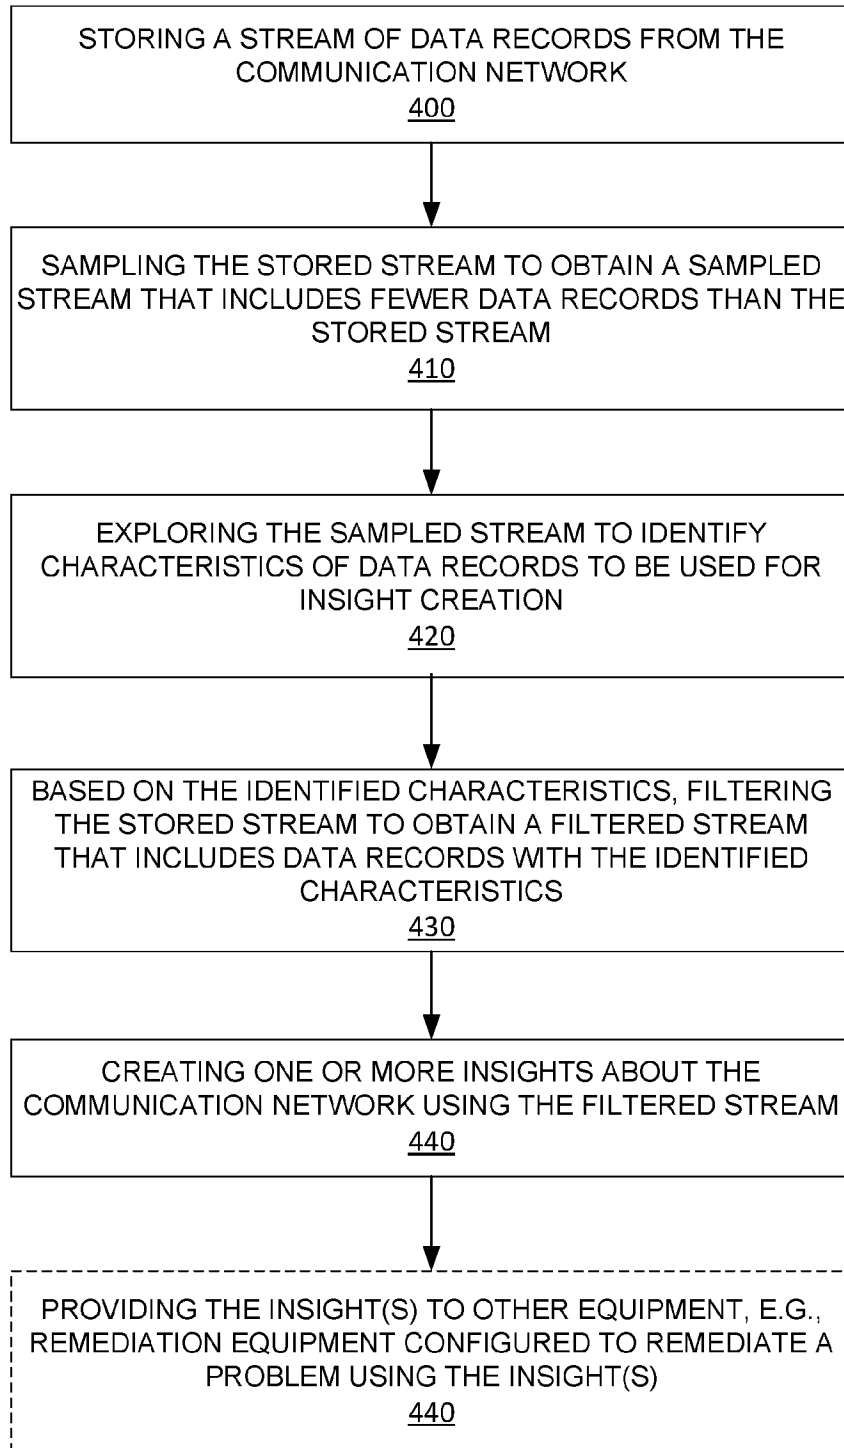 STORING A STREAM OF DATA RECORDS FROM THE
COMMUNICATION NETWORK
400
SAMPLING THE STORED STREAM TO OBTAIN A SAMPLED
STREAM THAT INCLUDES FEWER DATA RECORDS THAN THE
STORED STREAM
410
EXPLORING THE SAMPLED STREAM TO IDENTIFY
CHARACTERISTICS OF DATA RECORDS TO BE USED FOR
INSIGHT CREATION
420
BASED ON THE IDENTIFIED CHARACTERISTICS, FILTERING
THE STORED STREAM TO OBTAIN A FILTERED STREAM
THAT INCLUDES DATA RECORDS WITH THE IDENTIFIED
CHARACTERISTICS
430
CREATING ONE OR MORE INSIGHTS ABOUT THE
COMMUNICATION NETWORK USING THE FILTERED STREAM
440
PROVIDING THE INSIGHT(S) TO OTHER EQUIPMENT, E.G.,
REMEDIATION EQUIPMENT CONFIGURED TO REMEDIATE A
PROBLEM USING THE INSIGHT(S)
440